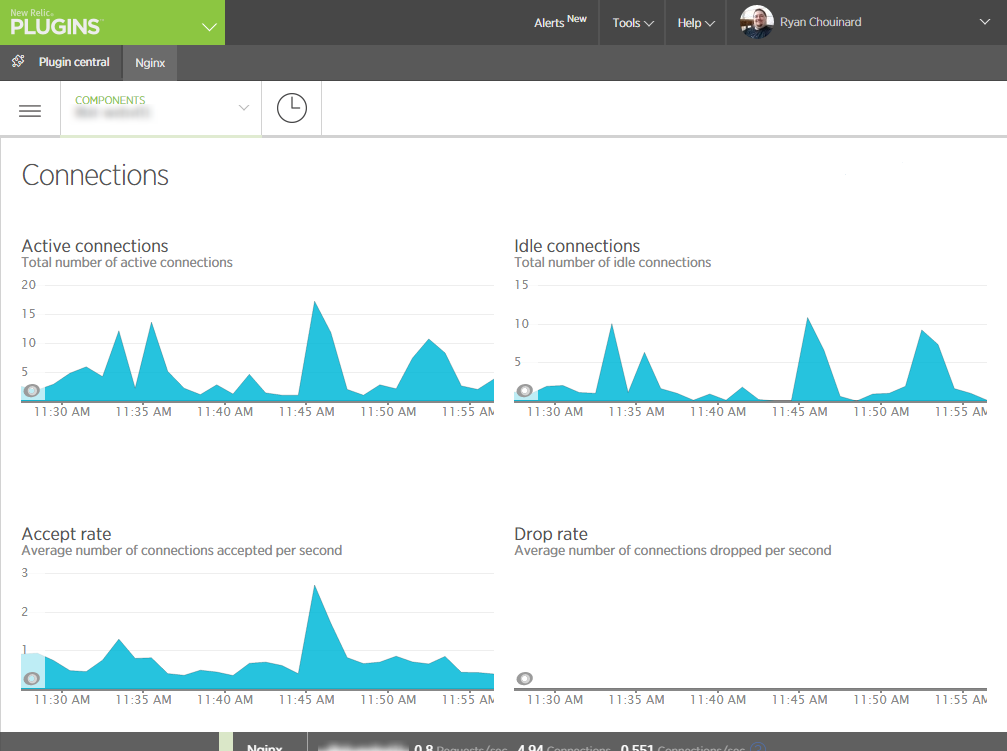 New Relic.
PLUGINS
Alerts New
Tools
Help
Ryan Chouinard
Plugin central
Nginx
COMPONENTS
Connections
Active connections
Total number of active connections
20
15
10
5
11:30 AM 11:35 AM 11:40 AM 11:45 AM 11:50 AM 11:55 AM
Idle connections
Total number of idle connections
15
10
5
11:30 AM 11:35 AM 11:40 AM 11:45 AM 11:50 AM 11:55 AM
Accept rate
Average number of connections accepted per second
3
2
1
11:30 AM 11:35 AM 11:40 AM 11:45 AM 11:50 AM 11:55 AM
Drop rate
Average number of connections dropped per second
11:30 AM 11:35 AM 11:40 AM 11:45 AM 11:50 AM 11:55 AM
Nginx 0.8 Requests/sec 4.94 Connections 0.551 Connections/sec